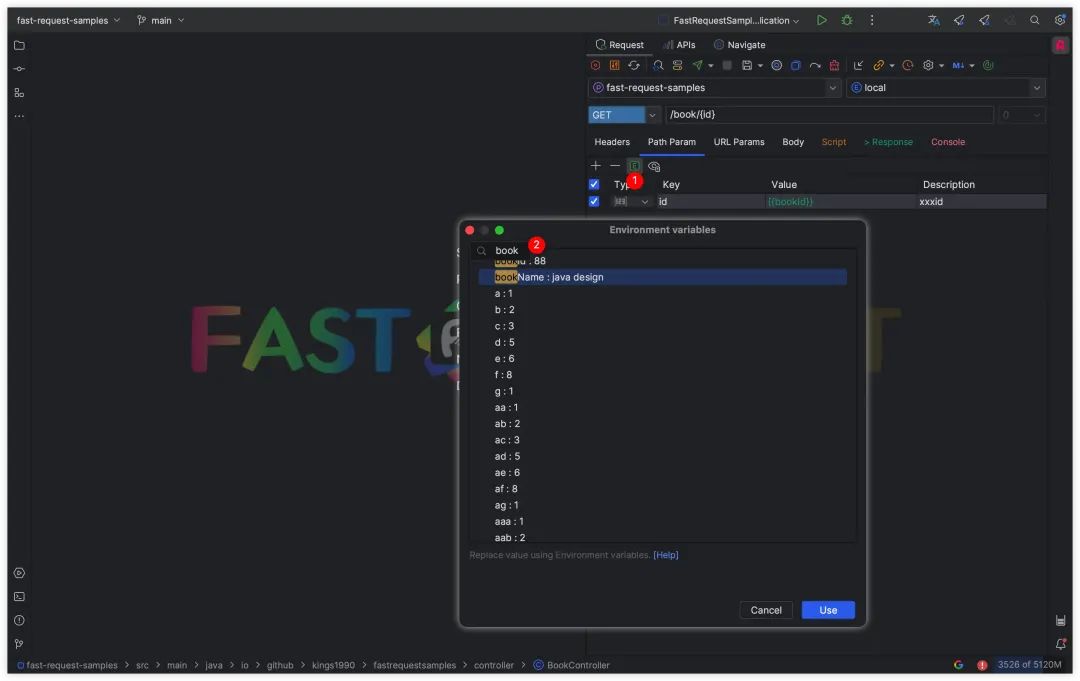 fast-request-samples
main
FastRequestSampl...lication
Request
APIs
Navigate
fast-request-samples
local
GET
/book/{id}
0
Headers
Path Param
URL Params
Body
Script
> Response
Console
1
Key
Value
Description
id
{{bookId}}
xxxid
Environment variables
book
2
bookId : 88
bookName : java design
a : 1
b : 2
c : 3
d : 5
e : 6
f : 8
g : 1
aa : 1
ab : 2
ac : 3
ad : 5
ae : 6
af : 8
ag : 1
aaa : 1
aab : 2
Replace value using Environment variables. [Help]
Cancel
Use
FAST
fast-request-samples > src > main > java > io > github > kings1990 > fastrequestsamples > controller > BookController
3526 of 5120M